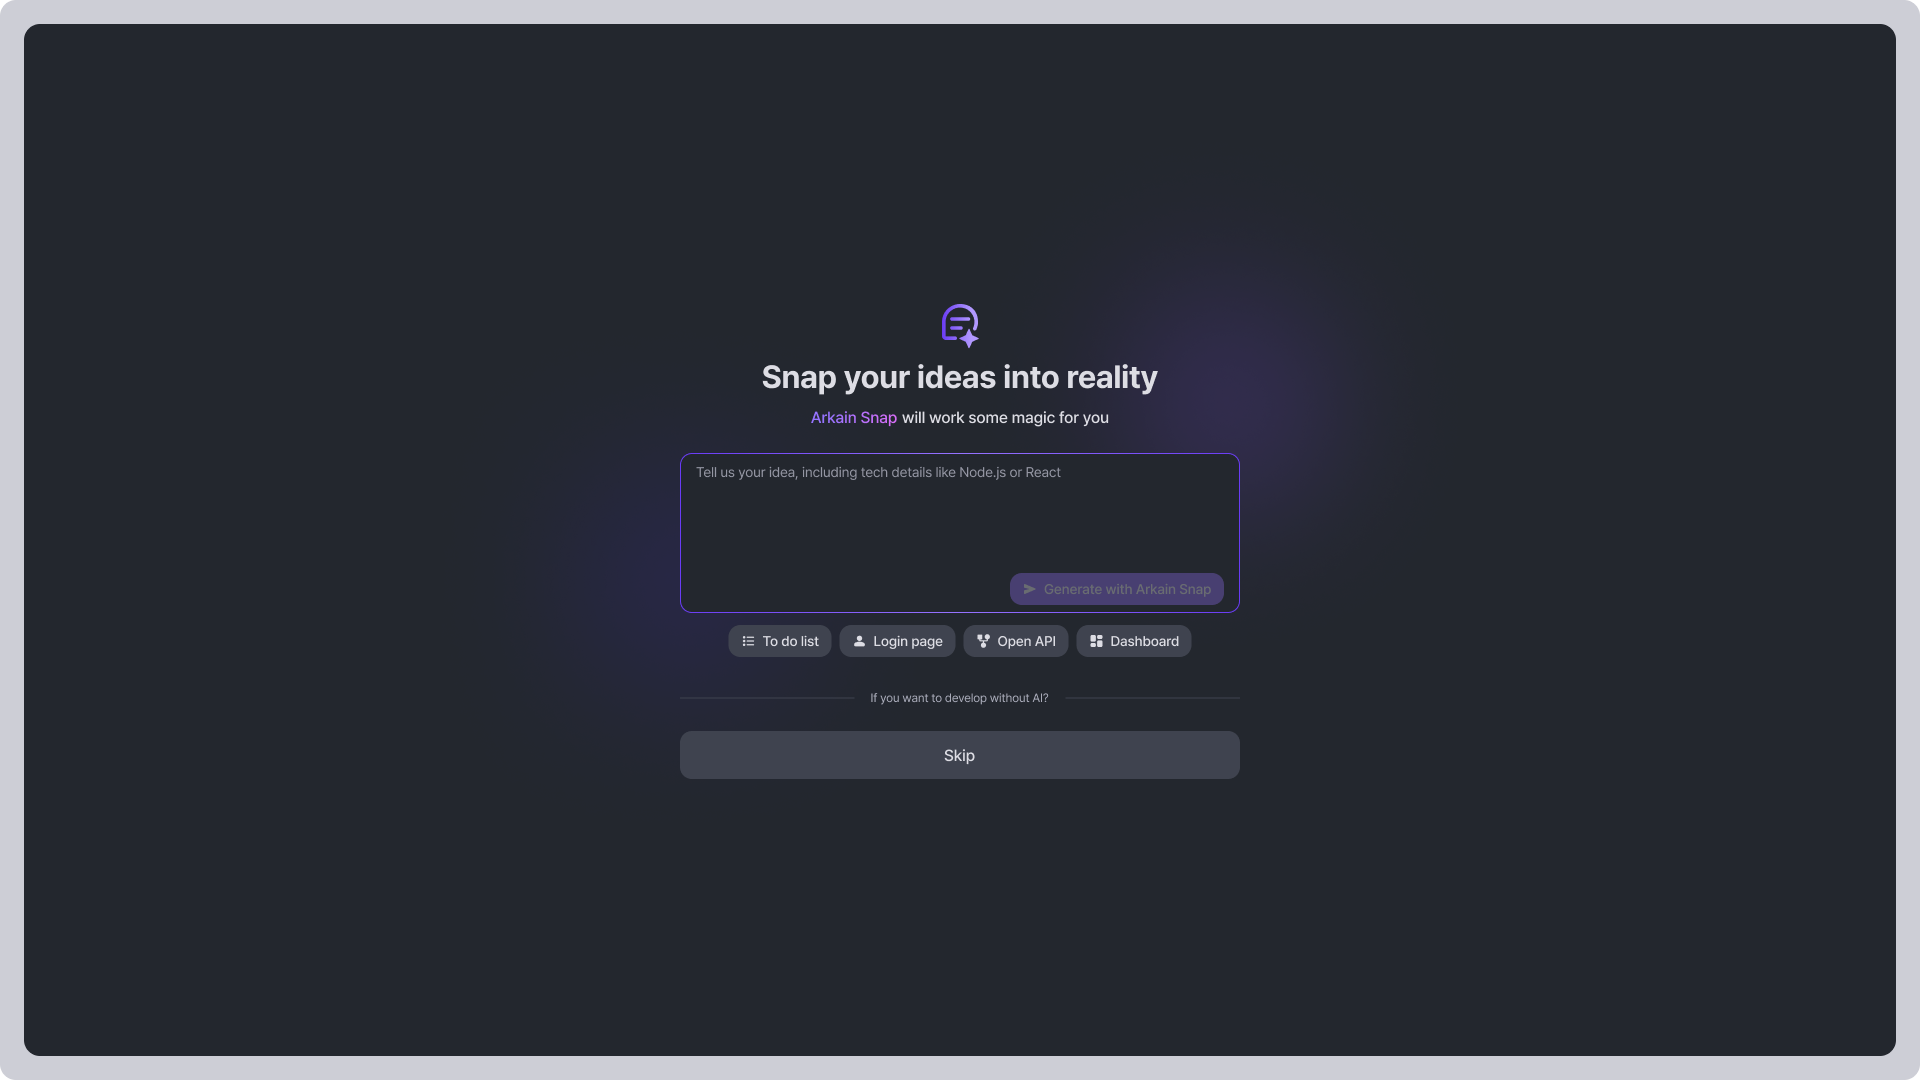 Snap your ideas into reality
Arkain Snap will work some magic for you
Tell us your idea, including tech details like Node.js or React
Generate with Arkain Snap
To do list
Login page
Open API
Dashboard
If you want to develop without AI?
Skip